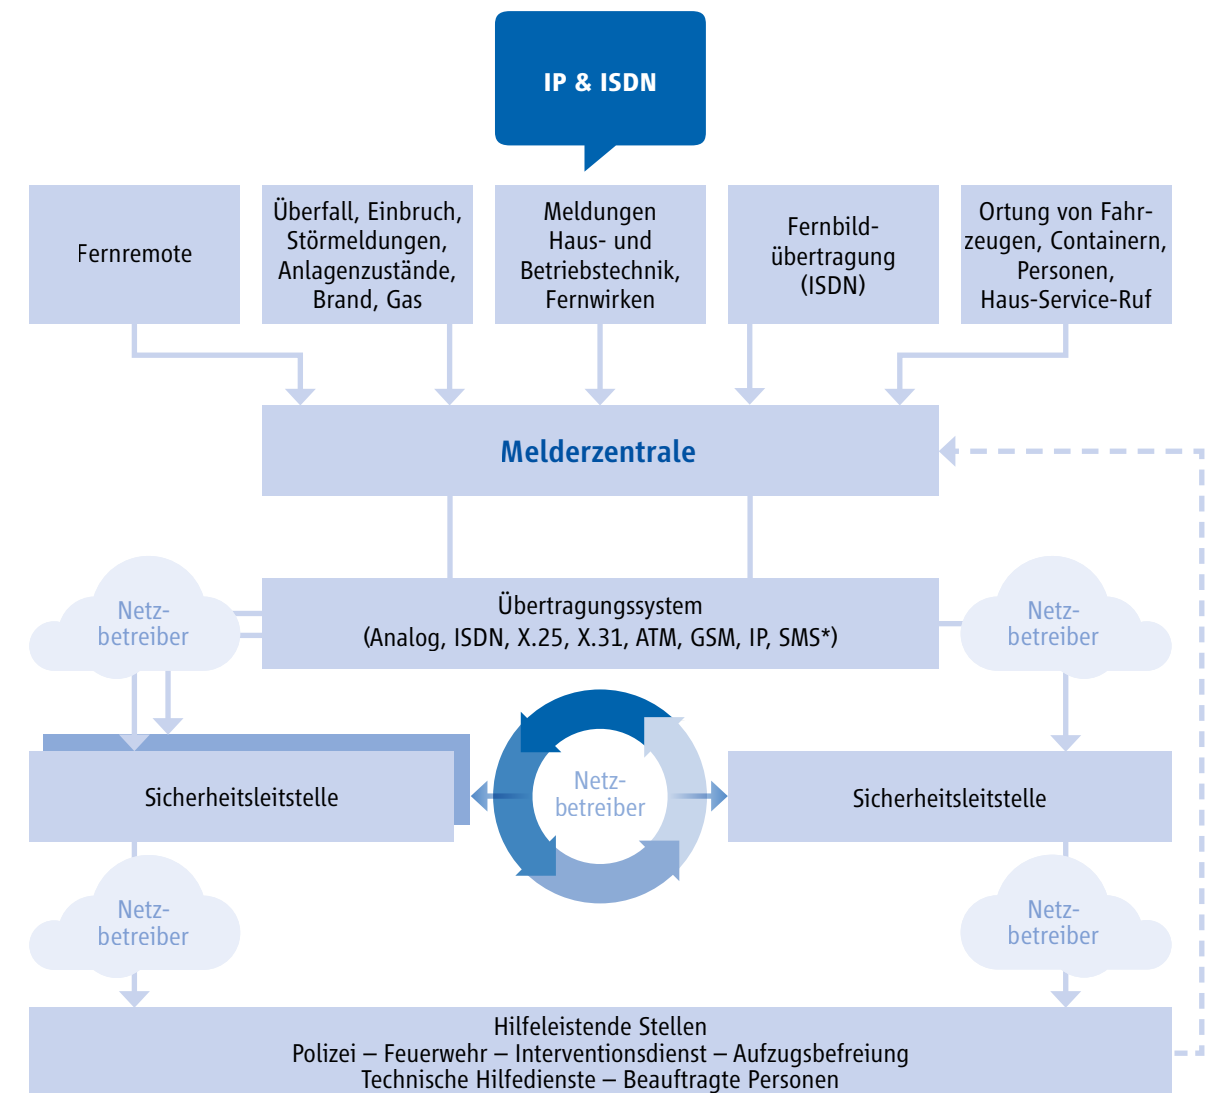 IP & ISDN
Fernremote
Überfall, Einbruch,
Störmeldungen,
Anlagenzustände,
Brand, Gas
Meldungen
Haus- und
Betriebstechnik,
Fernwirken
Fernbild-
übertragung
(ISDN)
Ortung von Fahr-
zeugen, Containern,
Personen,
Haus-Service-Ruf
Melderzentrale
Netz-
betreiber
Übertragungssystem
(Analog, ISDN, X.25, X.31, ATM, GSM, IP, SMS*)
Netz-
betreiber
Sicherheitsleitstelle
Netz-
betreiber
Sicherheitsleitstelle
Netz-
betreiber
Netz-
betreiber
Hilfeleistende Stellen
Polizei – Feuerwehr – Interventionsdienst – Aufzugsbefreiung
Technische Hilfedienste – Beauftragte Personen